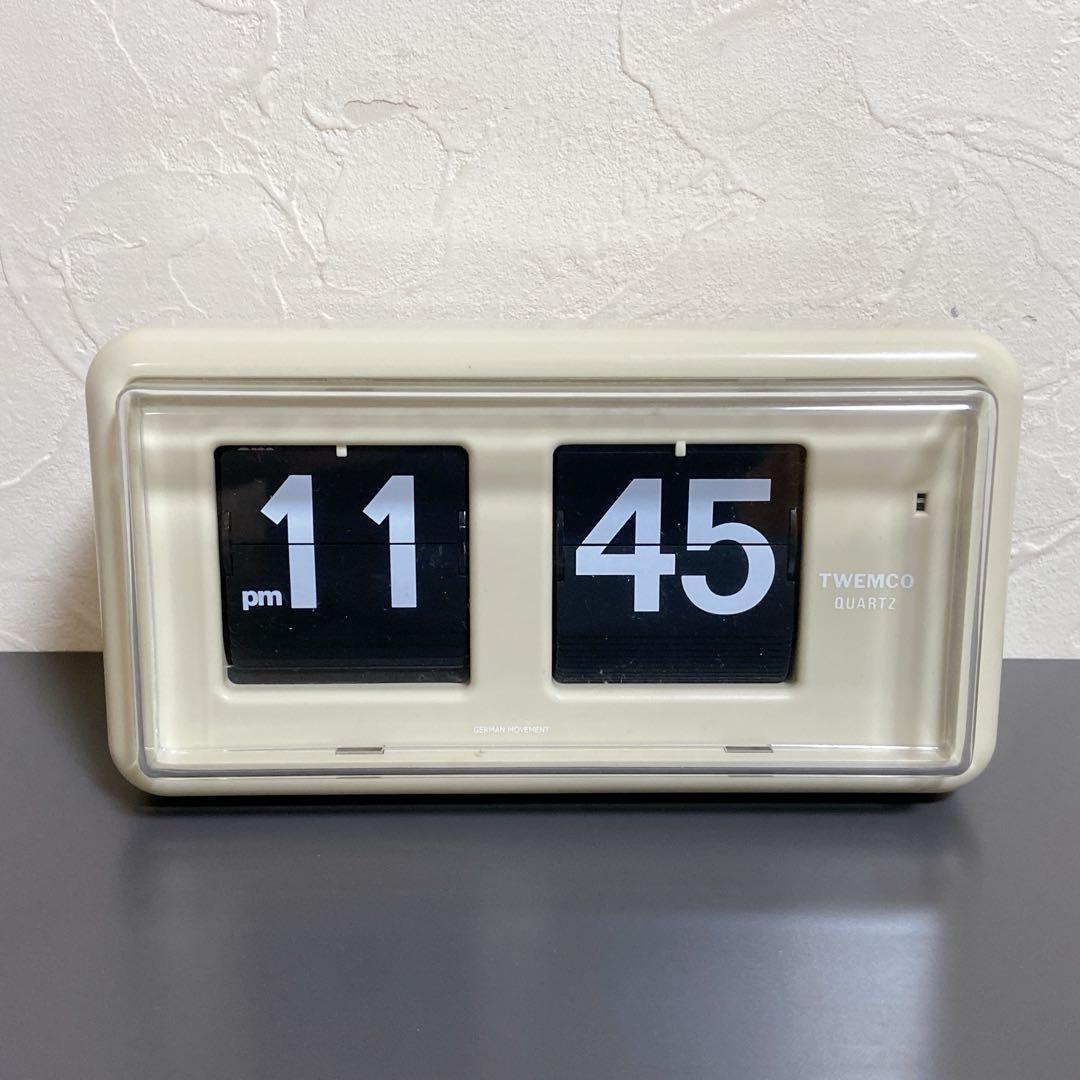 pm 11 45
TWEMCO
QUARTZ
GERMAN MOVEMENT